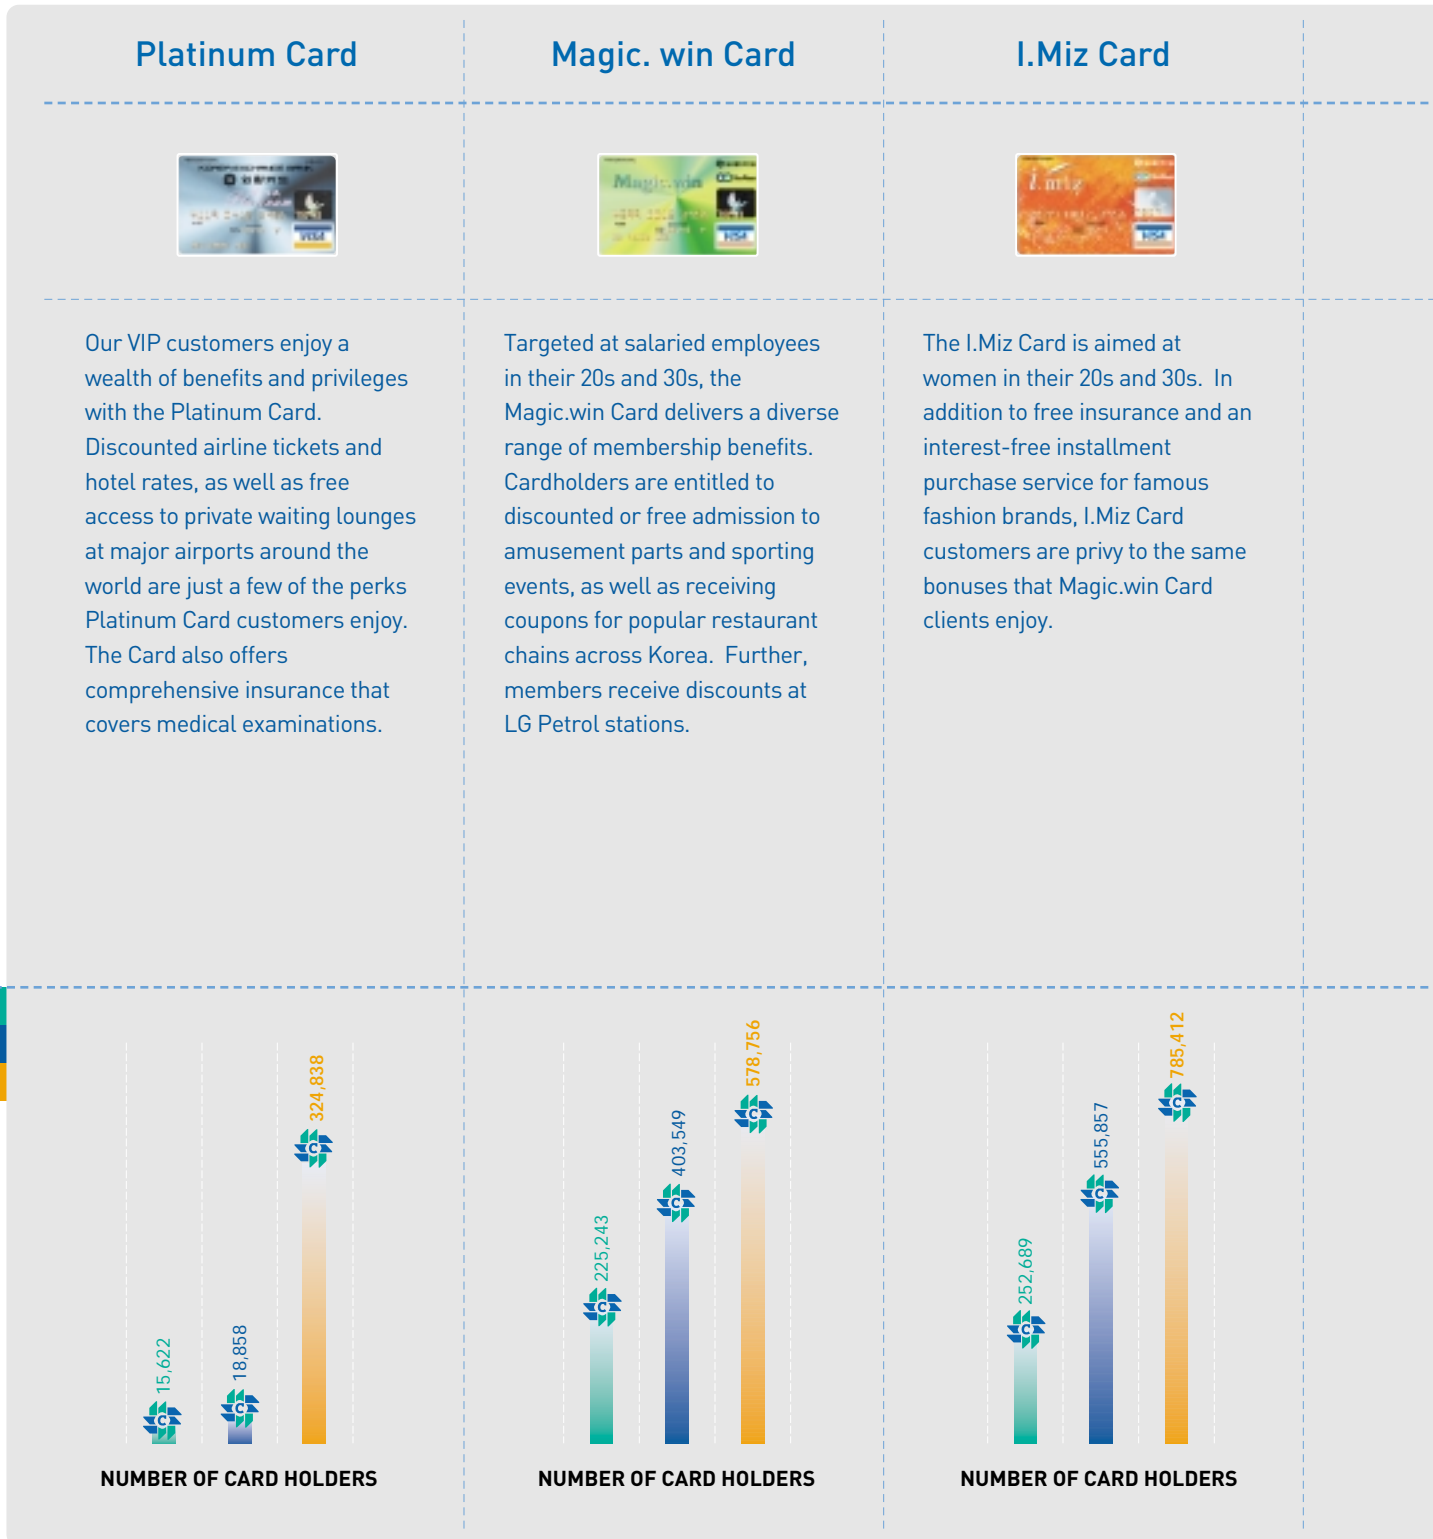 Platinum Card
Magic. win Card
I.Miz Card
Magic.win
i.miz
VISA
VISA
VISA
Our VIP customers enjoy a
wealth of benefits and privileges
with the Platinum Card.
Discounted airline tickets and
hotel rates, as well as free
access to private waiting lounges
at major airports around the
world are just a few of the perks
Platinum Card customers enjoy.
The Card also offers
comprehensive insurance that
covers medical examinations.
Targeted at salaried employees
in their 20s and 30s, the
Magic.win Card delivers a diverse
range of membership benefits.
Cardholders are entitled to
discounted or free admission to
amusement parts and sporting
events, as well as receiving
coupons for popular restaurant
chains across Korea.  Further,
members receive discounts at
LG Petrol stations.
The I.Miz Card is aimed at
women in their 20s and 30s.  In
addition to free insurance and an
interest-free installment
purchase service for famous
fashion brands, I.Miz Card
customers are privy to the same
bonuses that Magic.win Card
clients enjoy.
15,622
18,858
324,838
NUMBER OF CARD HOLDERS
225,243
403,549
578,756
NUMBER OF CARD HOLDERS
252,689
555,857
785,412
NUMBER OF CARD HOLDERS